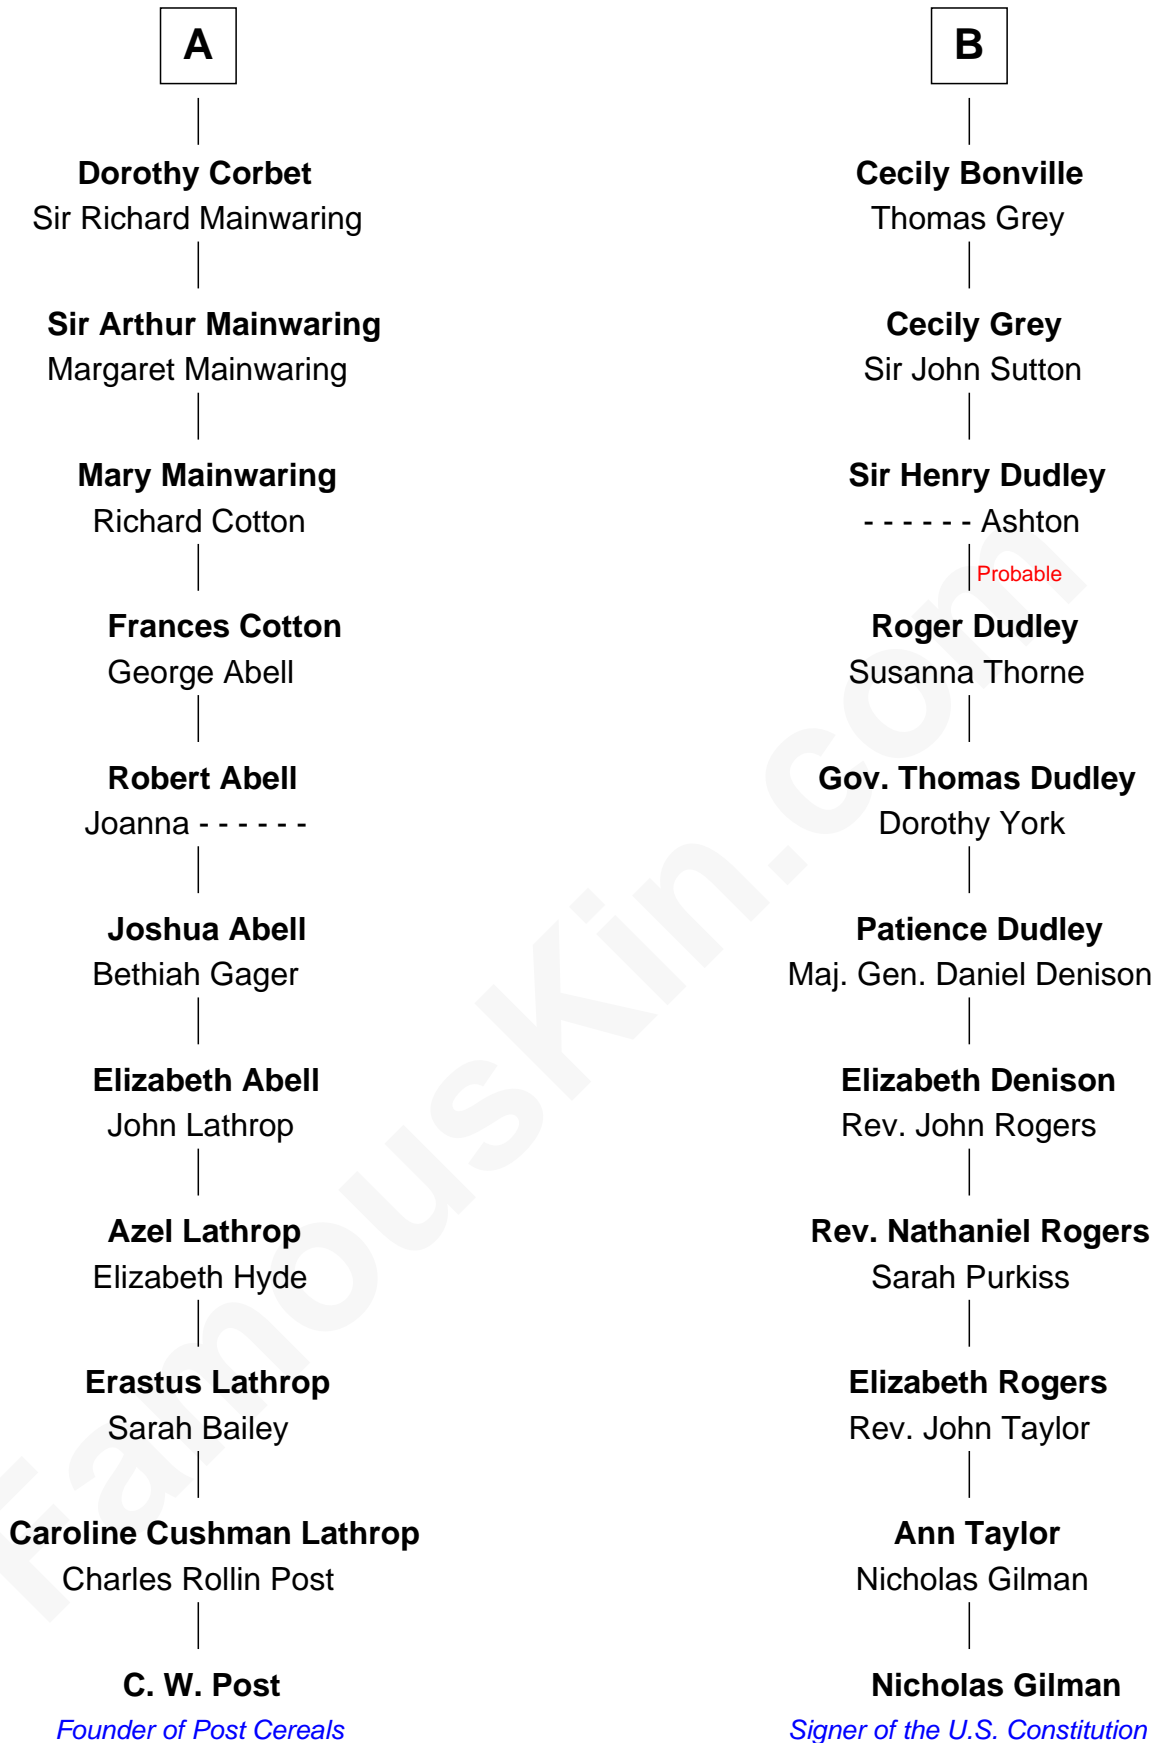 A
Dorothy Corbet
Sir Richard Mainwaring
Sir Arthur Mainwaring
Margaret Mainwaring
Mary Mainwaring
Richard Cotton
Frances Cotton
George Abell
Robert Abell
Joanna - - - - - -
Joshua Abell
Bethiah Gager
Elizabeth Abell
John Lathrop
Azel Lathrop
Elizabeth Hyde
Erastus Lathrop
Sarah Bailey
Caroline Cushman Lathrop
Charles Rollin Post
C. W. Post
Founder of Post Cereals
B
Cecily Bonville
Thomas Grey
Cecily Grey
Sir John Sutton
Sir Henry Dudley
- - - - - - Ashton
Probable
Roger Dudley
Susanna Thorne
Gov. Thomas Dudley
Dorothy York
Patience Dudley
Maj. Gen. Daniel Denison
Elizabeth Denison
Rev. John Rogers
Rev. Nathaniel Rogers
Sarah Purkiss
Elizabeth Rogers
Rev. John Taylor
Ann Taylor
Nicholas Gilman
Nicholas Gilman
Signer of the U.S. Constitution
FamousKin.com